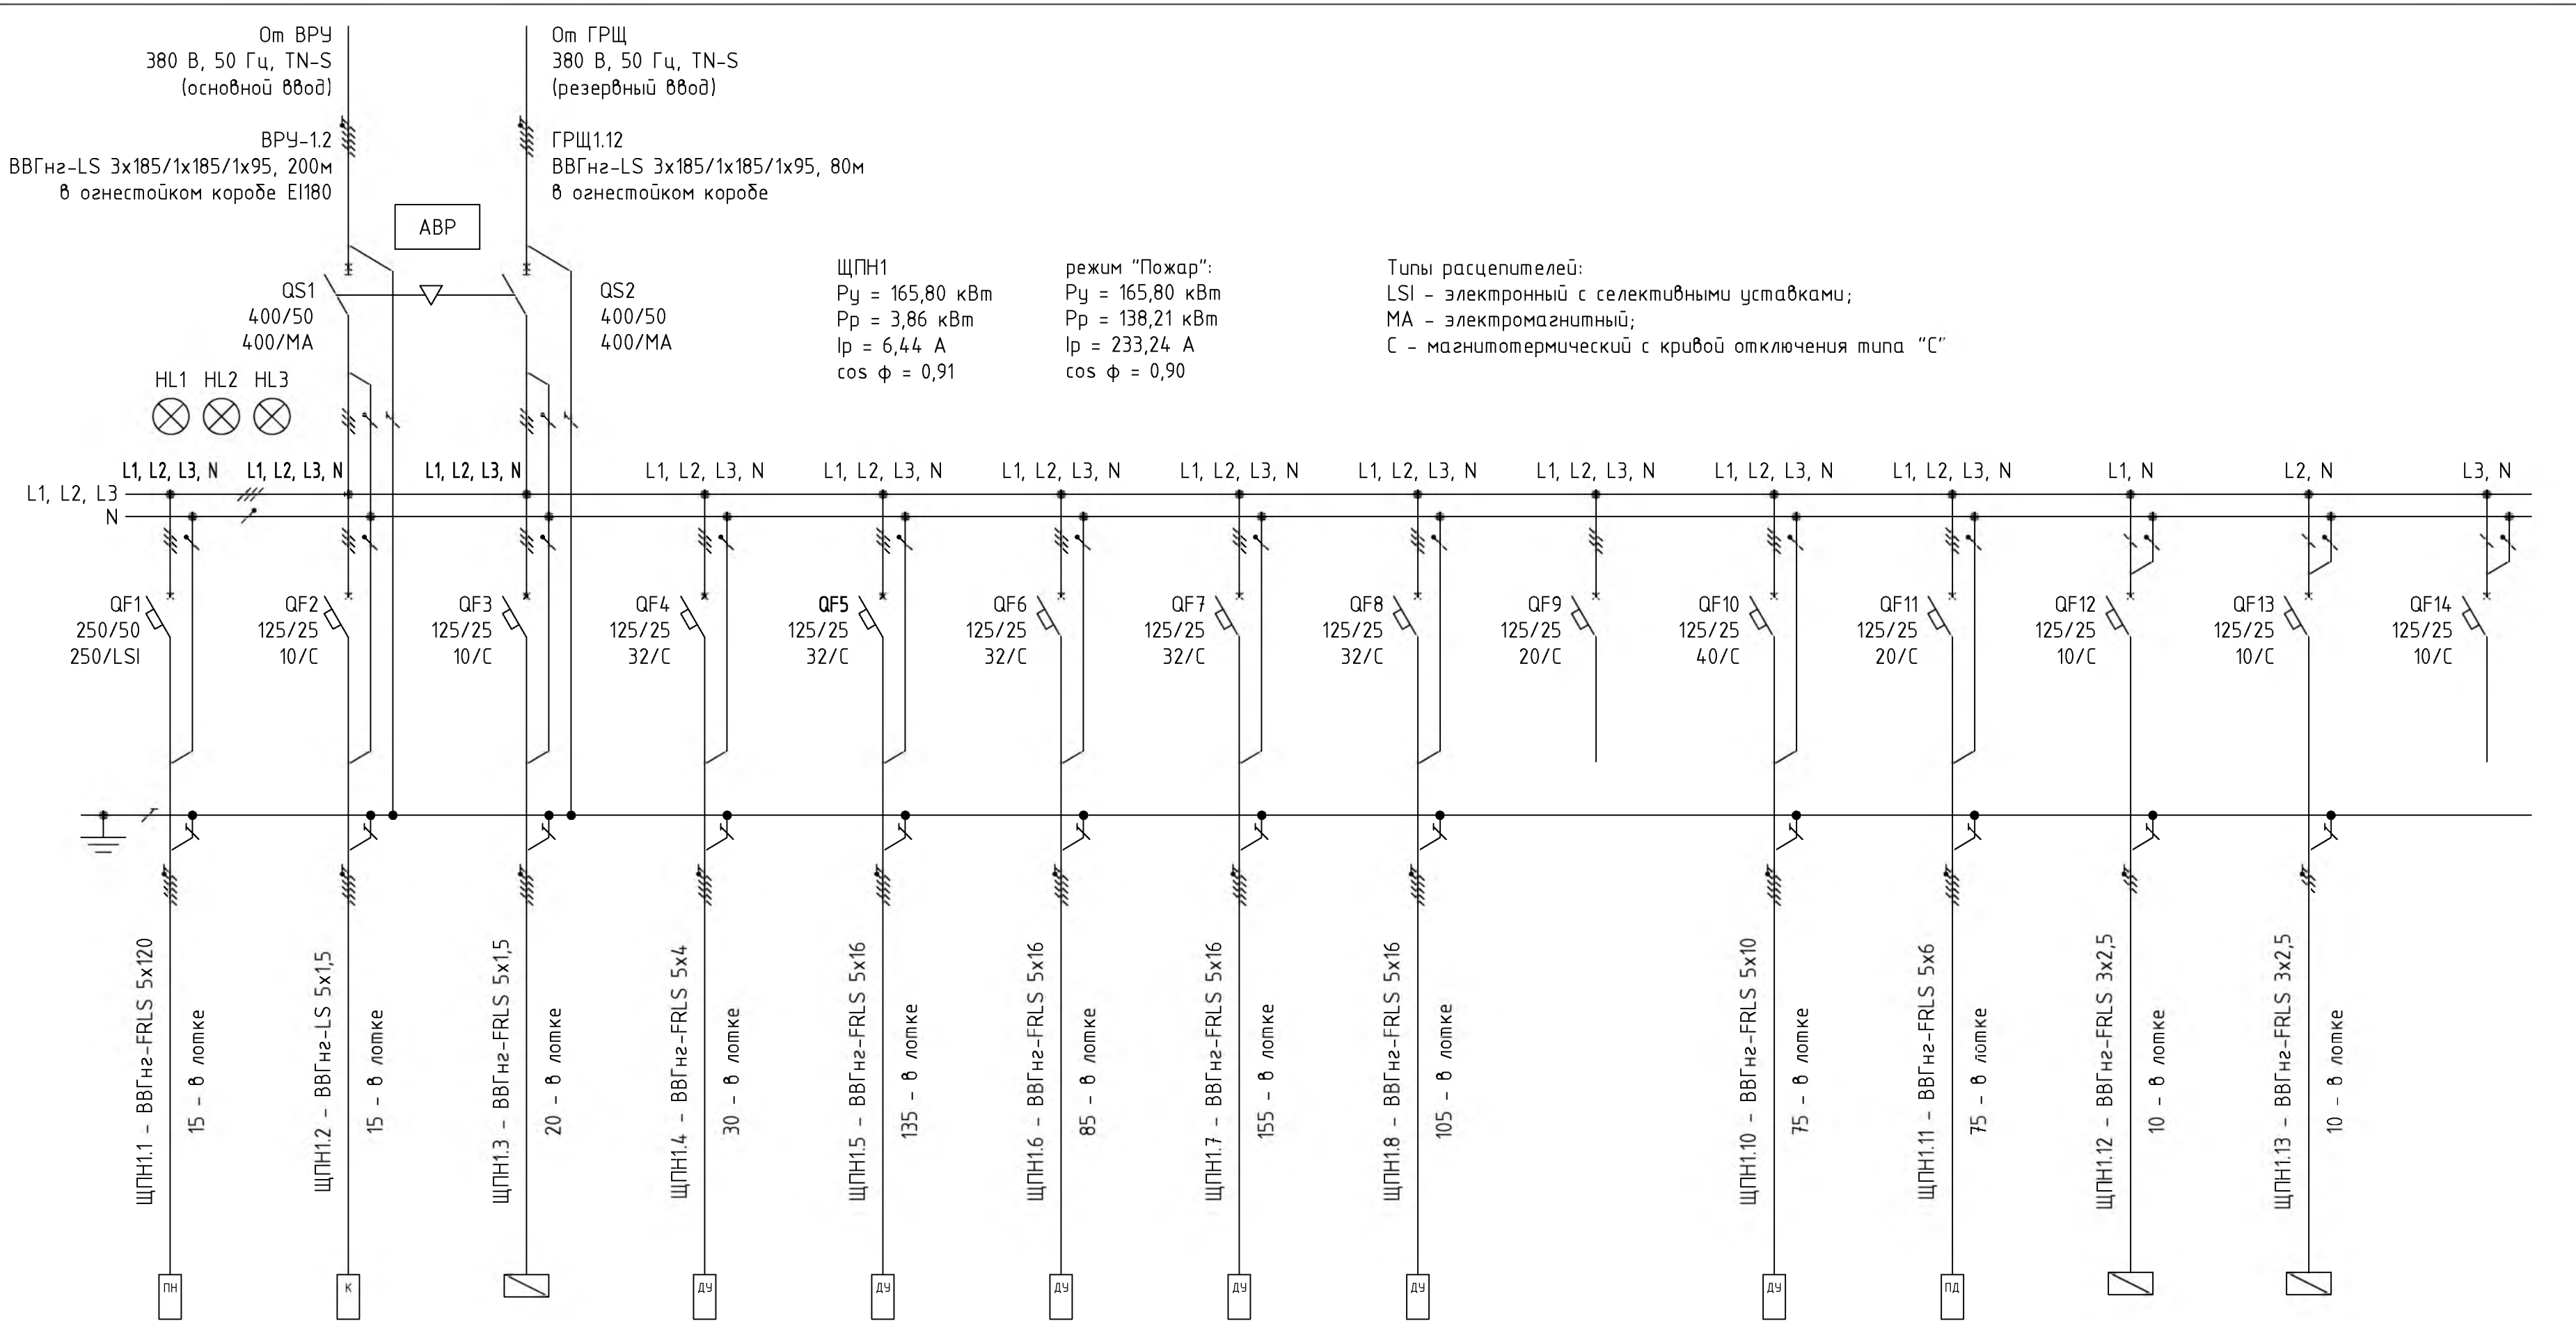 От ВРУ
380 В, 50 Гц, TN-S
(основной ввод)
От ГРЩ
380 В, 50 Гц, TN-S
(резервный ввод)
ВРУ-1.2
ВВГнг-LS 3х185/1х185/1х95, 200м
в огнестойком коробе EI180
ГРЩ1.12
ВВГнг-LS 3х185/1х185/1х95, 80м
в огнестойком коробе
АВР
QS1
400/50
400/МА
QS2
400/50
400/МА
ЩПН1
Ру = 165,80 кВт
Рр = 3,86 кВт
Iр = 6,44 А
cos φ = 0,91
режим "Пожар":
Ру = 165,80 кВт
Рр = 138,21 кВт
Iр = 233,24 А
cos φ = 0,90
Типы расцепителей:
LSI - электронный с селективными уставками;
МА - электромагнитный;
С - магнитотермический с кривой отключения типа "С"
HL1 HL2 HL3
L1, L2, L3, N
L1, L2, L3, N
L1, L2, L3, N
L1, L2, L3, N
L1, L2, L3, N
L1, L2, L3, N
L1, L2, L3, N
L1, L2, L3, N
L1, L2, L3, N
L1, L2, L3, N
L1, L2, L3, N
L1, N
L2, N
L3, N
L1, L2, L3
N
QF1
250/50
250/LSI
QF2
125/25
10/С
QF3
125/25
10/С
QF4
125/25
32/С
QF5
125/25
32/С
QF6
125/25
32/С
QF7
125/25
32/С
QF8
125/25
32/С
QF9
125/25
20/С
QF10
125/25
40/С
QF11
125/25
20/С
QF12
125/25
10/С
QF13
125/25
10/С
QF14
125/25
10/С
ЩПН1.1 - ВВГнг-FRLS 5х120
15 - в лотке
ЩПН1.2 - ВВГнг-LS 5х1,5
15 - в лотке
ЩПН1.3 - ВВГнг-FRLS 5х1,5
20 - в лотке
ЩПН1.4 - ВВГнг-FRLS 5х4
30 - в лотке
ЩПН1.5 - ВВГнг-FRLS 5х16
135 - в лотке
ЩПН1.6 - ВВГнг-FRLS 5х16
85 - в лотке
ЩПН1.7 - ВВГнг-FRLS 5х16
155 - в лотке
ЩПН1.8 - ВВГнг-FRLS 5х16
105 - в лотке
ЩПН1.10 - ВВГнг-FRLS 5х10
75 - в лотке
ЩПН1.11 - ВВГнг-FRLS 5х6
75 - в лотке
ЩПН1.12 - ВВГнг-FRLS 3х2,5
10 - в лотке
ЩПН1.13 - ВВГнг-FRLS 3х2,5
10 - в лотке
ПН
К
ДУ
ДУ
ДУ
ДУ
ДУ
ДУ
ПД